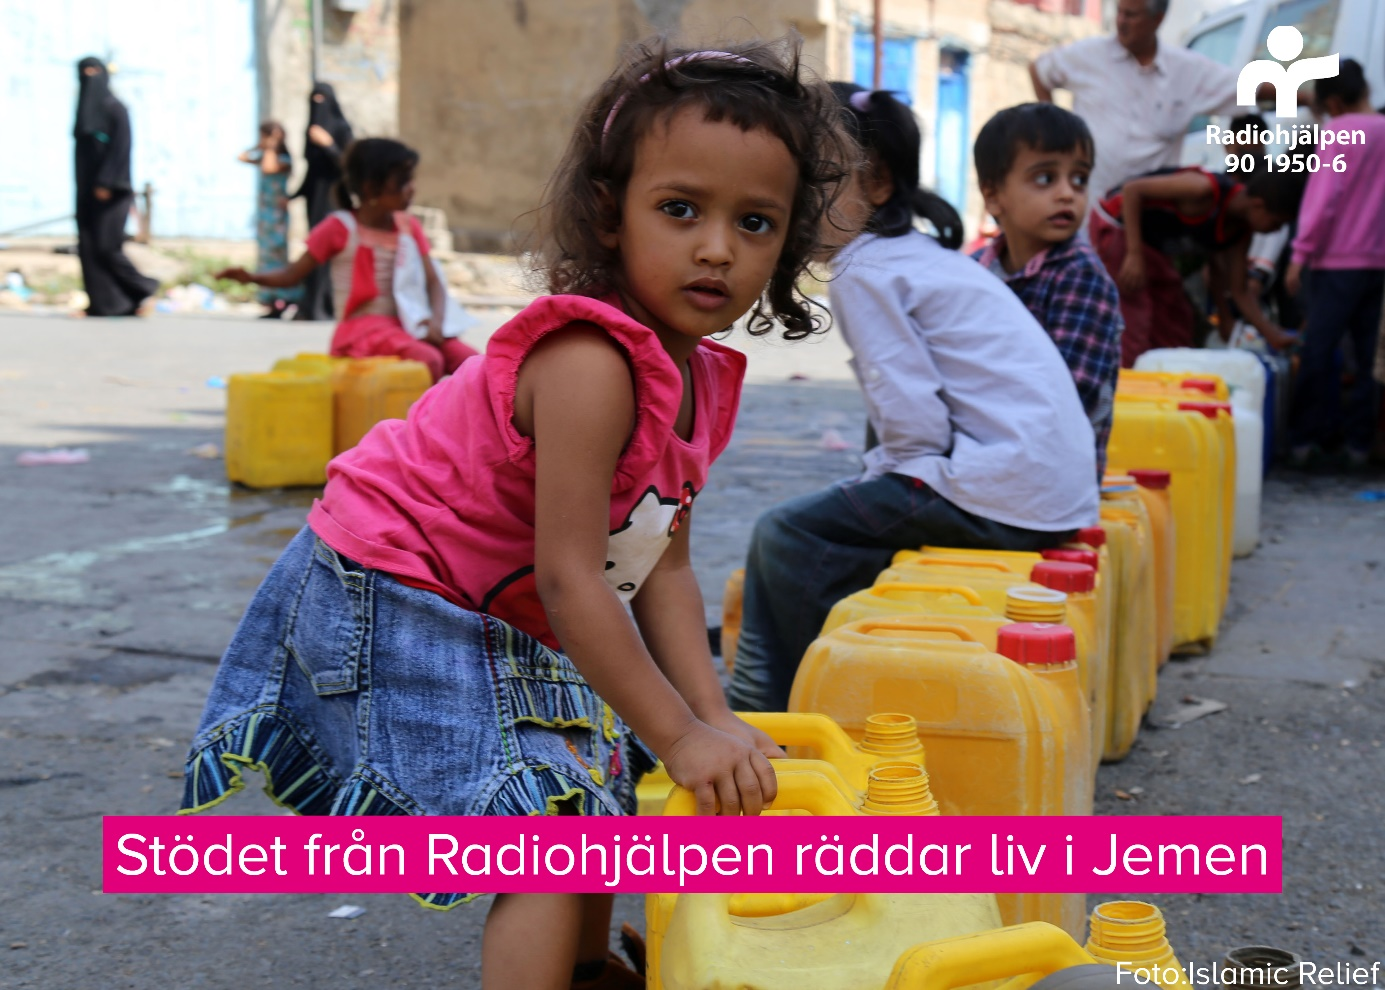 Radiohjälpen
90 1950-6
Stödet från Radiohjälpen räddar liv i Jemen
Foto:Islamic Relief